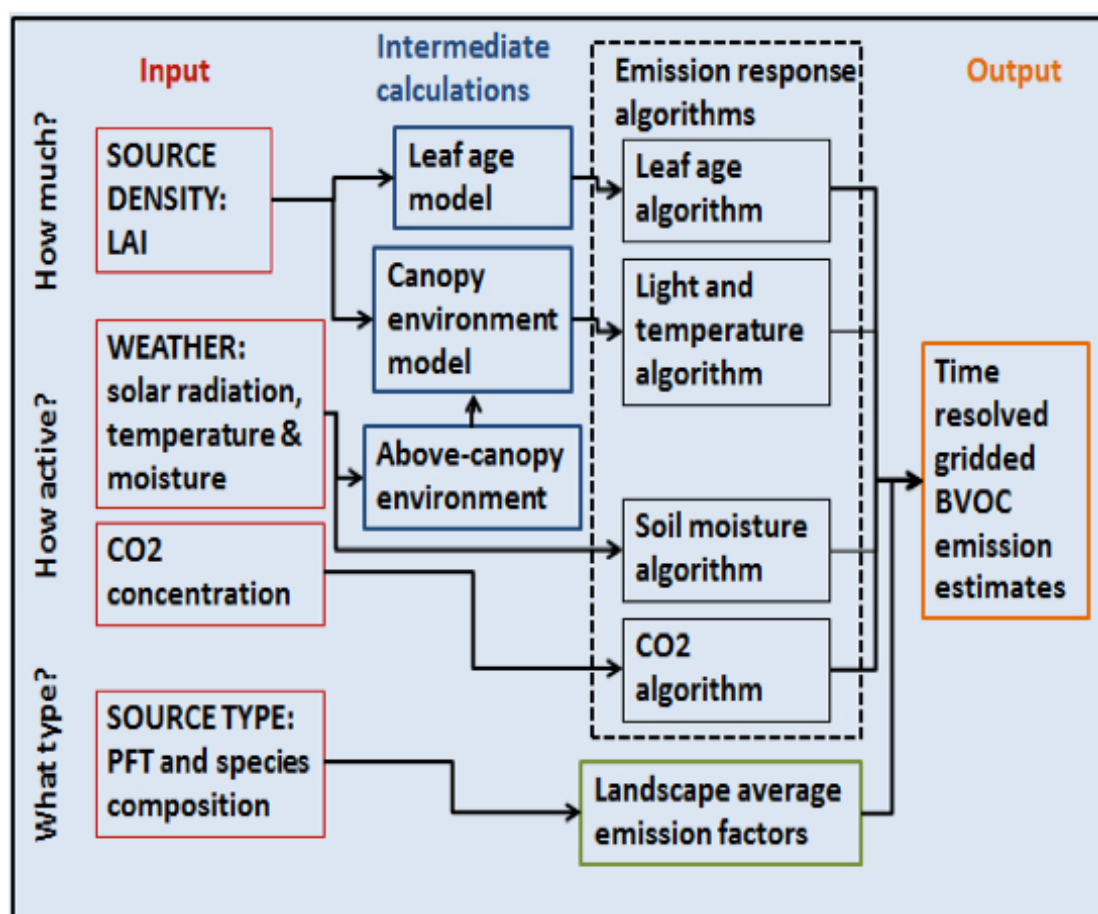 Input
Intermediate
calculations
Emission response
algorithms
Output
How much?
SOURCE
DENSITY:
LAI
Leaf age
model
Leaf age
algorithm
Canopy
environment
model
Light and
temperature
algorithm
How active?
WEATHER:
solar radiation,
temperature &
moisture
Above-canopy
environment
Soil moisture
algorithm
CO2
concentration
CO2
algorithm
What type?
SOURCE TYPE:
PFT and species
composition
Landscape average
emission factors
Time
resolved
gridded
BVOC
emission
estimates